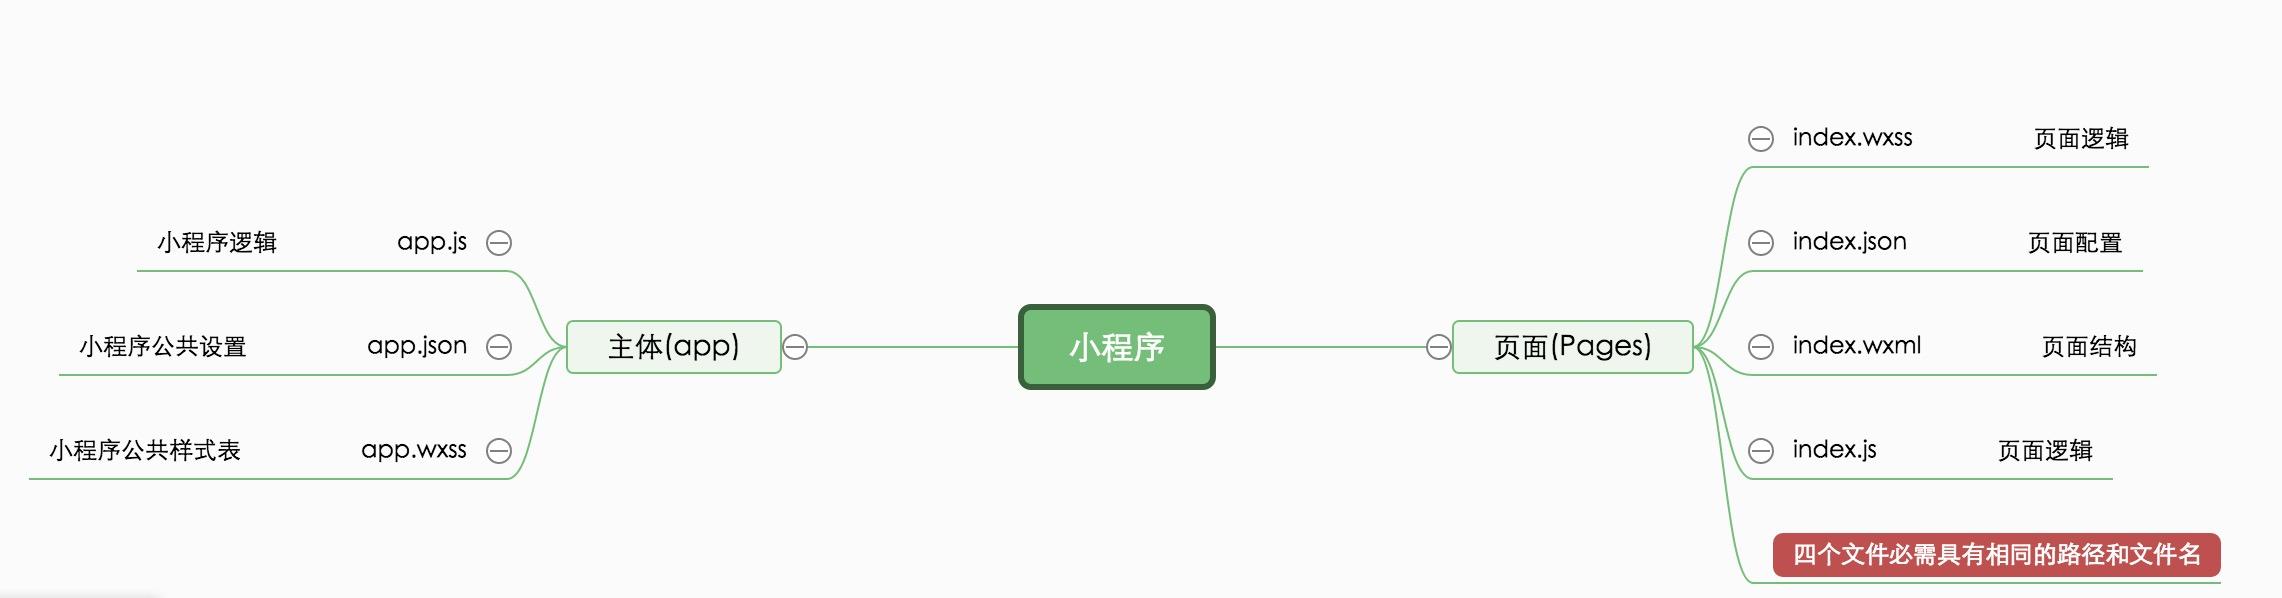 小程序
主体(app)
小程序逻辑 app.js
小程序公共设置 app.json
小程序公共样式表 app.wxss
页面(Pages)
index.wxss 页面逻辑
index.json 页面配置
index.wxml 页面结构
index.js 页面逻辑
四个文件必需具有相同的路径和文件名